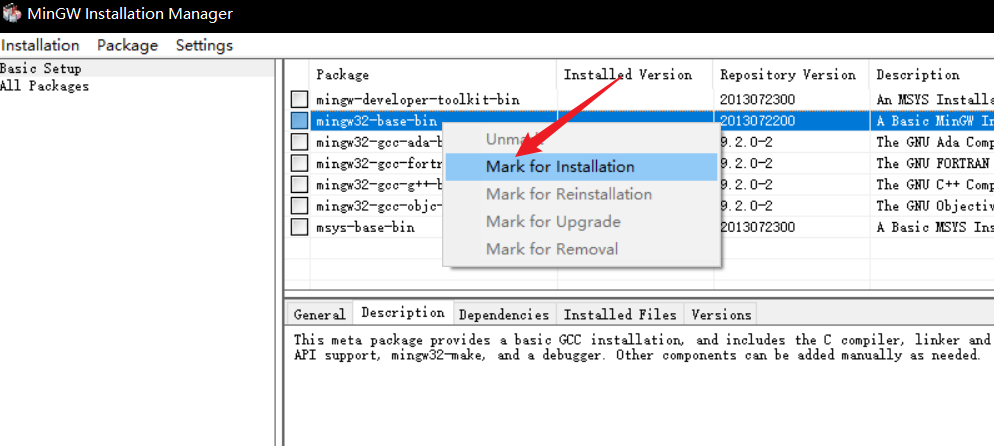 MinGW Installation Manager
Installation Package Settings
Basic Setup
All Packages
Package Installed Version Repository Version Description
mingw-developer-toolkit-bin 2013072300 An MSYS Installa
mingw32-base-bin 2013072200 A Basic MinGW In
mingw32-gcc-ada-b 9.2.0-2 The GNU Ada Comp
mingw32-gcc-fortr 9.2.0-2 The GNU FORTRAN
mingw32-gcc-g++-b 9.2.0-2 The GNU C++ Comp
mingw32-gcc-objc- 9.2.0-2 The GNU Objectiv
msys-base-bin 2013072300 A Basic MSYS Ins
Mark for Installation
Mark for Reinstallation
Mark for Upgrade
Mark for Removal
General Description Dependencies Installed Files Versions
This meta package provides a basic GCC installation, and includes the C compiler, linker and
API support, mingw32-make, and a debugger. Other components can be added manually as needed.